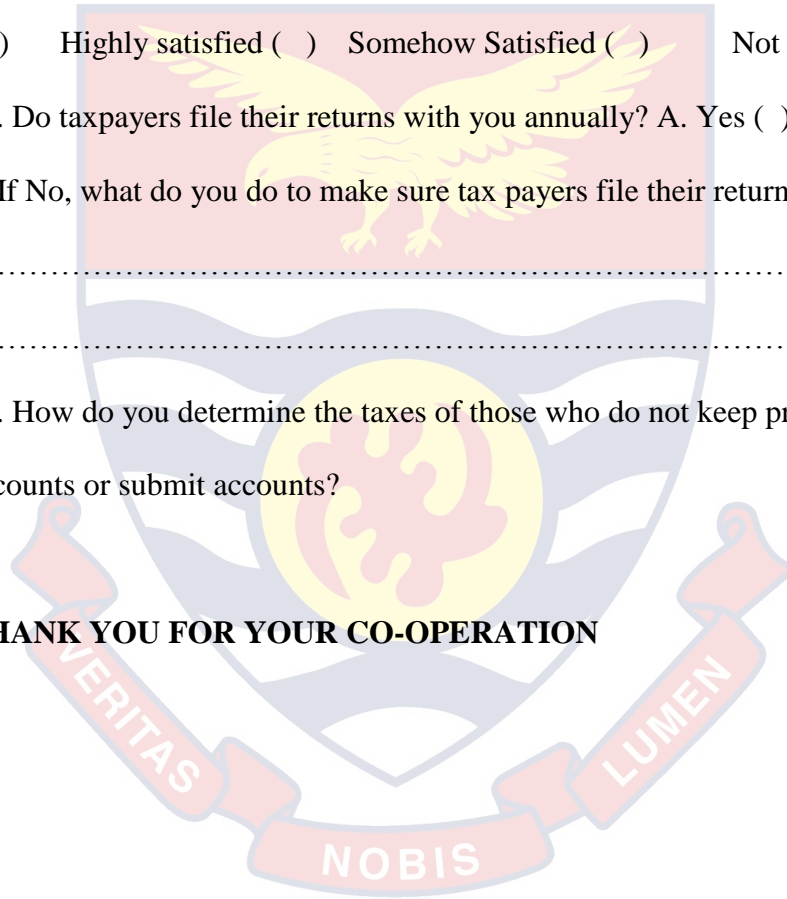 ) Highly satisfied ( ) Somehow Satisfied ( ) Not
. Do taxpayers file their returns with you annually? A. Yes ( )
If No, what do you do to make sure tax payers file their return
……………………………………………………………………
……………………………………………………………………
. How do you determine the taxes of those who do not keep pr
counts or submit accounts?
HANK YOU FOR YOUR CO-OPERATION
VERITAS
NOBIS
LUMEN